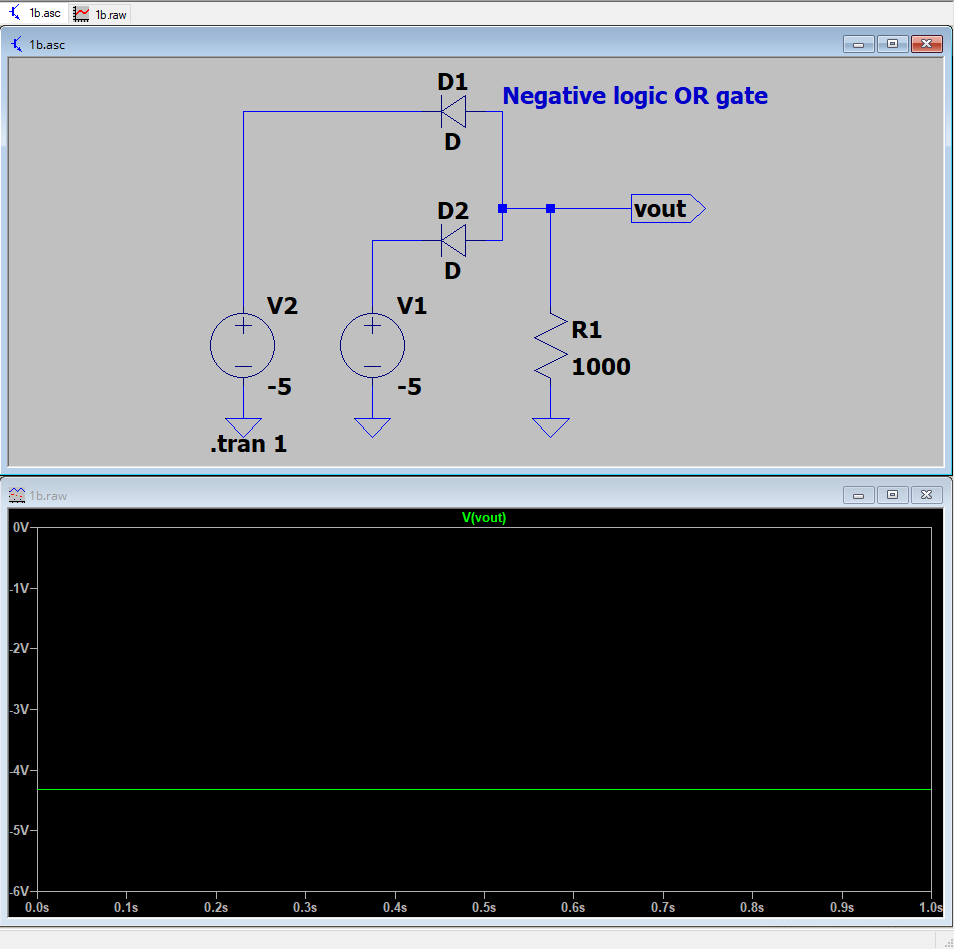 1b.asc 1b.raw
1b.asc
D1
Negative logic OR gate
D
D2
vout
D
V2 V1
R1
1000
-5 -5
.tran 1
1b.raw
V(vout)
0V
-1V
-2V
-3V
-4V
-5V
-6V
0.0s 0.1s 0.2s 0.3s 0.4s 0.5s 0.6s 0.7s 0.8s 0.9s 1.0s